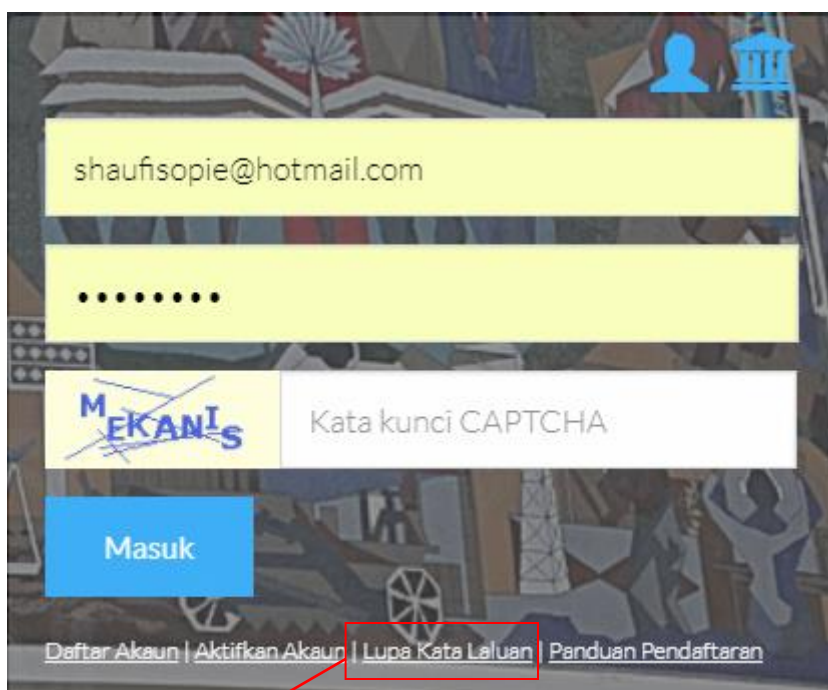 shaufisopie@hotmail.com
••••••••
MEKANIS Kata kunci CAPTCHA
Masuk
Daftar Akaun | Aktifkan Akaun | Lupa Kata Laluan | Panduan Pendaftaran